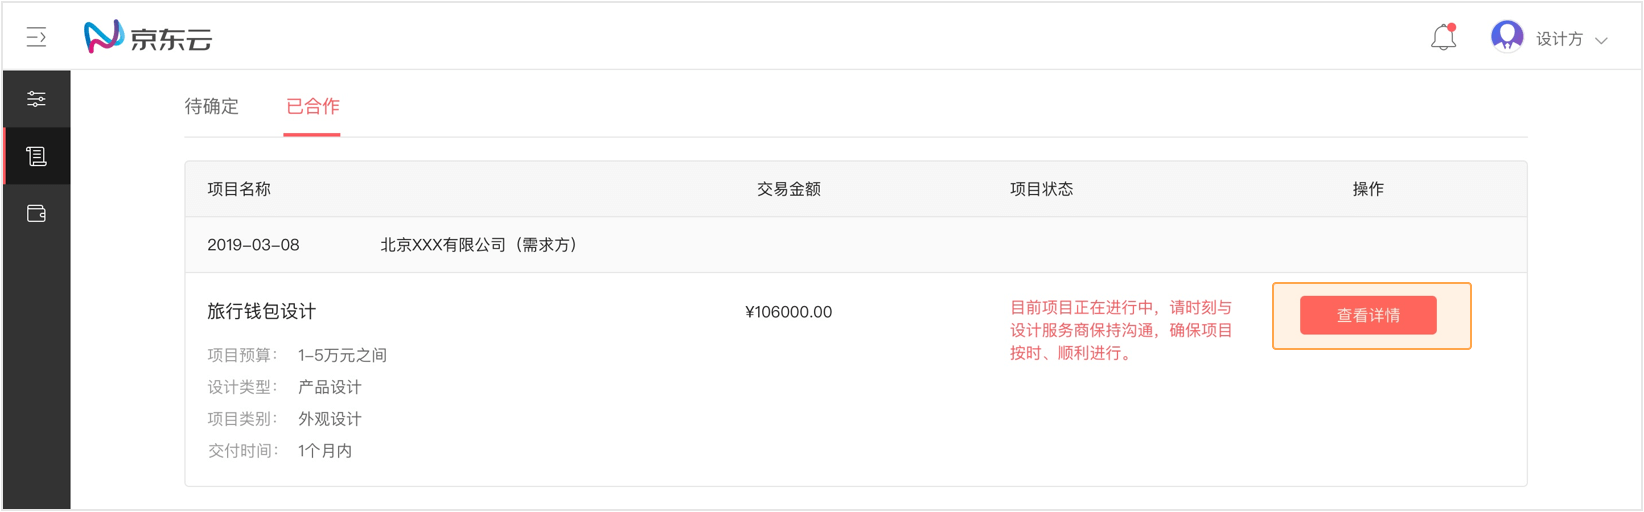 京东云
设计方
待确定 已合作
项目名称 交易金额 项目状态 操作
2019-03-08 北京XXX有限公司（需求方）
旅行钱包设计 ¥106000.00 目前项目正在进行中，请时刻与 查看详情
设计服务商保持沟通，确保项目
按时、顺利进行。
项目预算： 1-5万元之间
设计类型： 产品设计
项目类别： 外观设计
交付时间： 1个月内